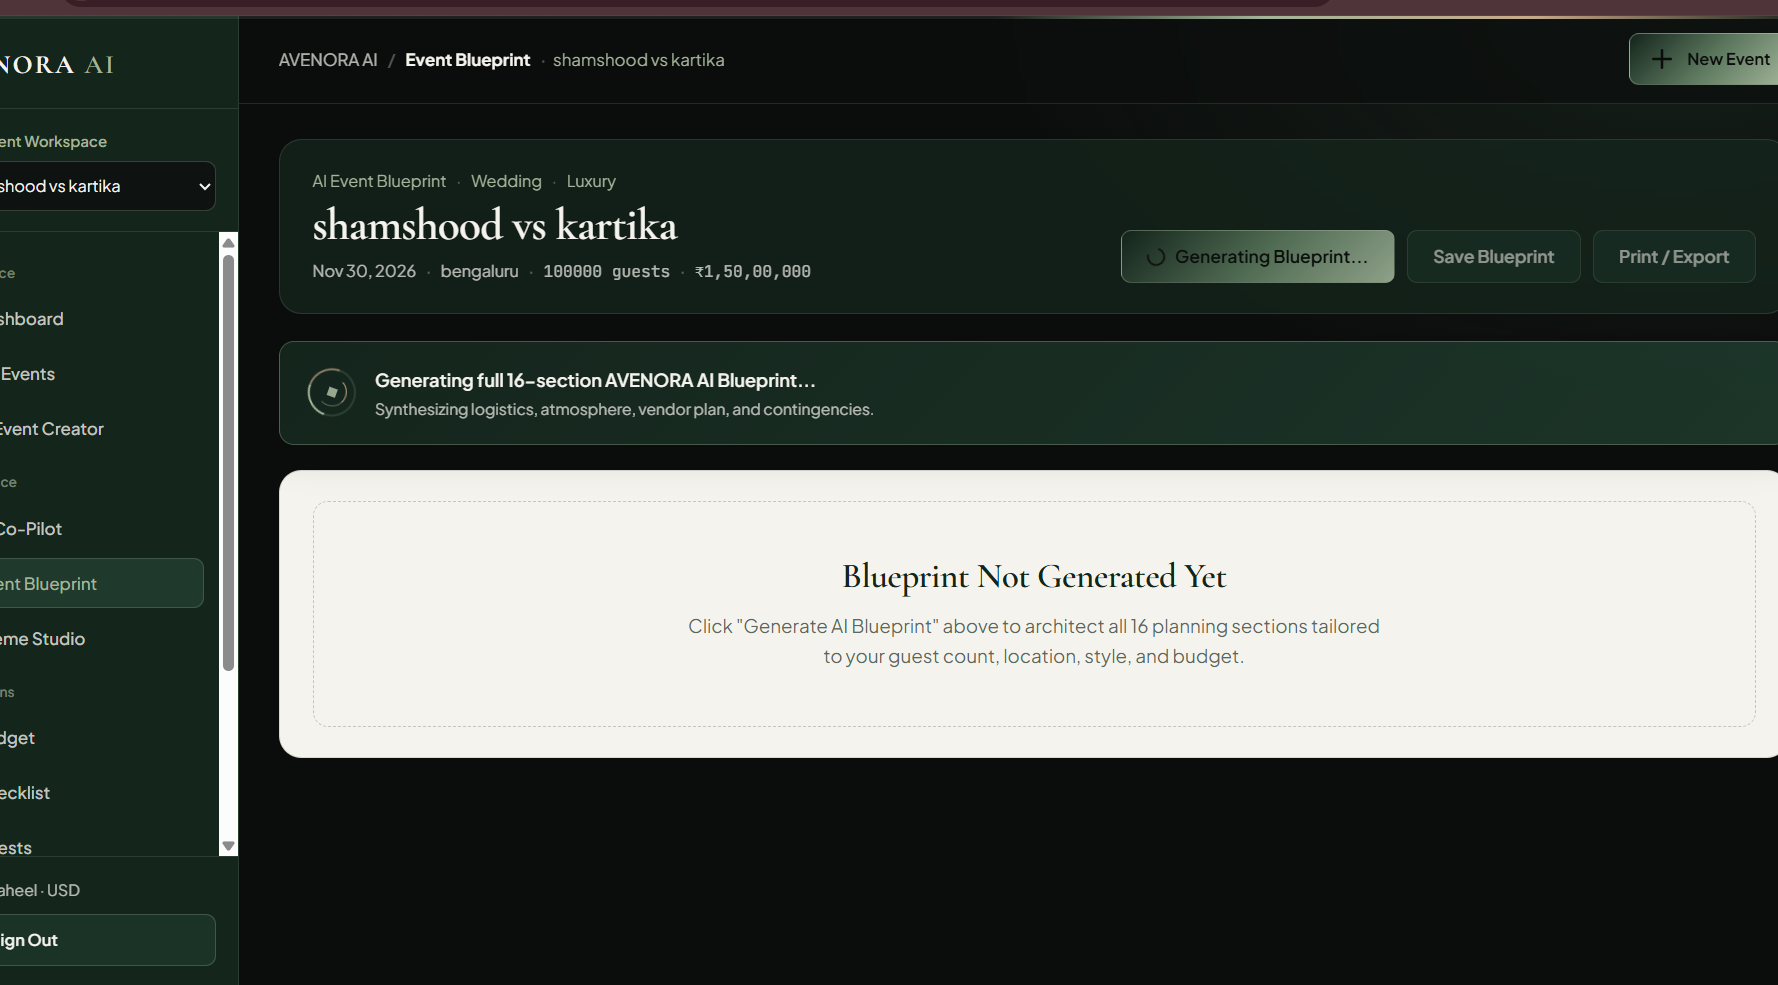 NORA AI
ent Workspace
shood vs kartika
ce
shboard
Events
Event Creator
ce
Co-Pilot
ent Blueprint
eme Studio
ns
dget
ecklist
ests
aheel · USD
ign Out
AVENORA AI / Event Blueprint · shamshood vs kartika
New Event
AI Event Blueprint · Wedding · Luxury
shamshood vs kartika
Nov 30, 2026 · bengaluru · 100000 guests · ₹1,50,00,000
Generating Blueprint...
Save Blueprint
Print / Export
Generating full 16-section AVENORA AI Blueprint...
Synthesizing logistics, atmosphere, vendor plan, and contingencies.
Blueprint Not Generated Yet
Click "Generate AI Blueprint" above to architect all 16 planning sections tailored
to your guest count, location, style, and budget.